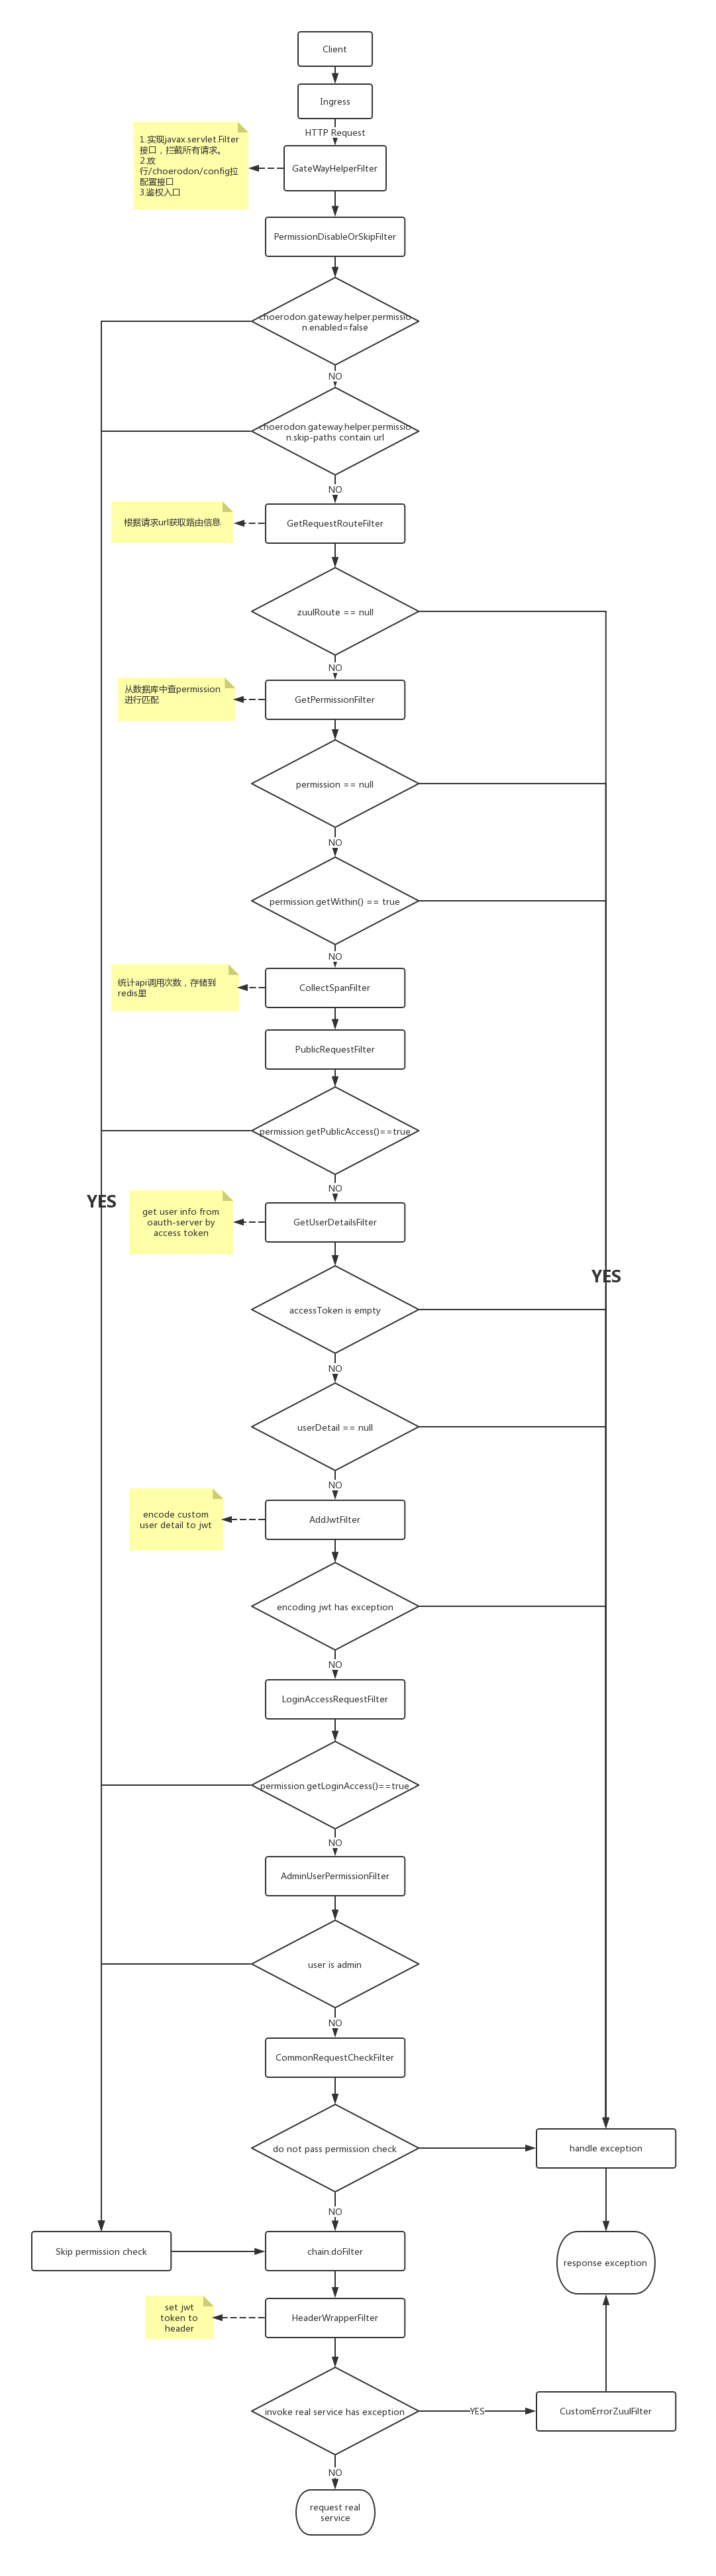 Client
Ingress
HTTP Request
1.实现javax.servlet.Filter
接口，拦截所有请求。
2.放
行/choerodon/config拉
配置接口
3.鉴权入口
GateWayHelperFilter
PermissionDisableOrSkipFilter
choerodon.gateway.helper.permissio
n.enabled=false
NO
choerodon.gateway.helper.permissio
n.skip-paths contain url
NO
根据请求url获取路由信息
GetRequestRouteFilter
zuulRoute == null
NO
从数据库中查permission
进行匹配
GetPermissionFilter
permission == null
NO
permission.getWithin() == true
NO
统计api调用次数，存储到
redis里
CollectSpanFilter
PublicRequestFilter
permission.getPublicAccess()==true
NO
YES
get user info from
oauth-server by
access token
GetUserDetailsFilter
YES
accessToken is empty
NO
userDetail == null
NO
encode custom
user detail to jwt
AddJwtFilter
encoding jwt has exception
NO
LoginAccessRequestFilter
permission.getLoginAccess()==true
NO
AdminUserPermissionFilter
user is admin
NO
CommonRequestCheckFilter
do not pass permission check
handle exception
NO
Skip permission check
chain.doFilter
response exception
set jwt
token to
header
HeaderWrapperFilter
invoke real service has exception
YES
CustomErrorZuulFilter
NO
request real
service